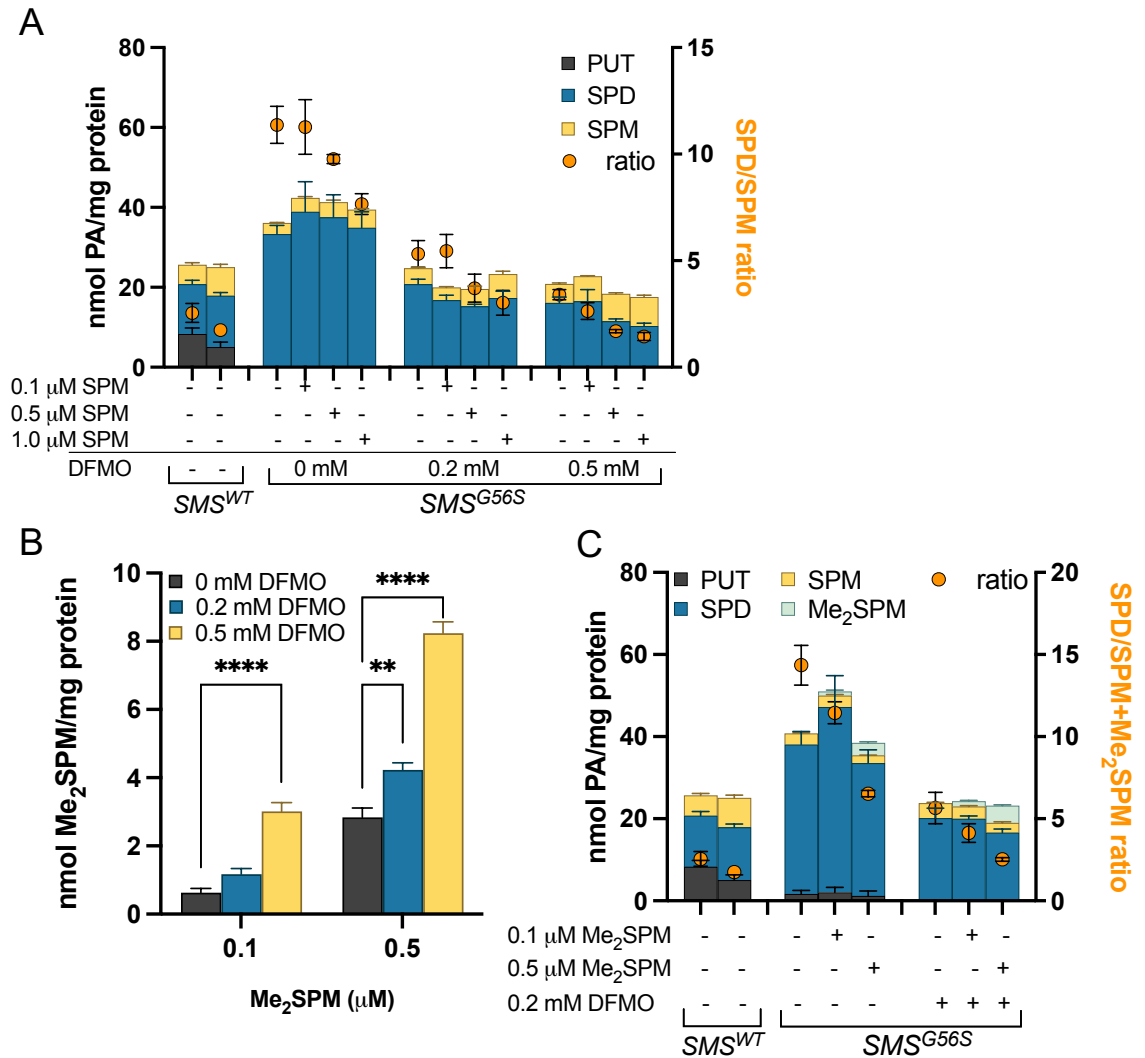 A
80
60
40
20
0
nmol PA/mg protein
PUT
SPD
SPM
ratio
15
10
5
0
SPD/SPM ratio
0.1 μM SPM - - - + - - - + - - - + - -
0.5 μM SPM - - - - + - - - + - - - + -
1.0 μM SPM - - - - - + - - - + - - - +
DFMO - - 0 mM 0.2 mM 0.5 mM
SMS^WT SMS^G56S
B
10
8
6
4
2
0
nmol Me₂SPM/mg protein
0 mM DFMO
0.2 mM DFMO
0.5 mM DFMO
****
****
**
0.1 0.5
Me₂SPM (μM)
C
80
60
40
20
0
nmol PA/mg protein
PUT SPM ratio
SPD Me₂SPM
20
15
10
5
0
SPD/SPM+Me₂SPM ratio
0.1 μM Me₂SPM - - - + - - + -
0.5 μM Me₂SPM - - - - + - - +
0.2 mM DFMO - - - - - + + +
SMS^WT SMS^G56S